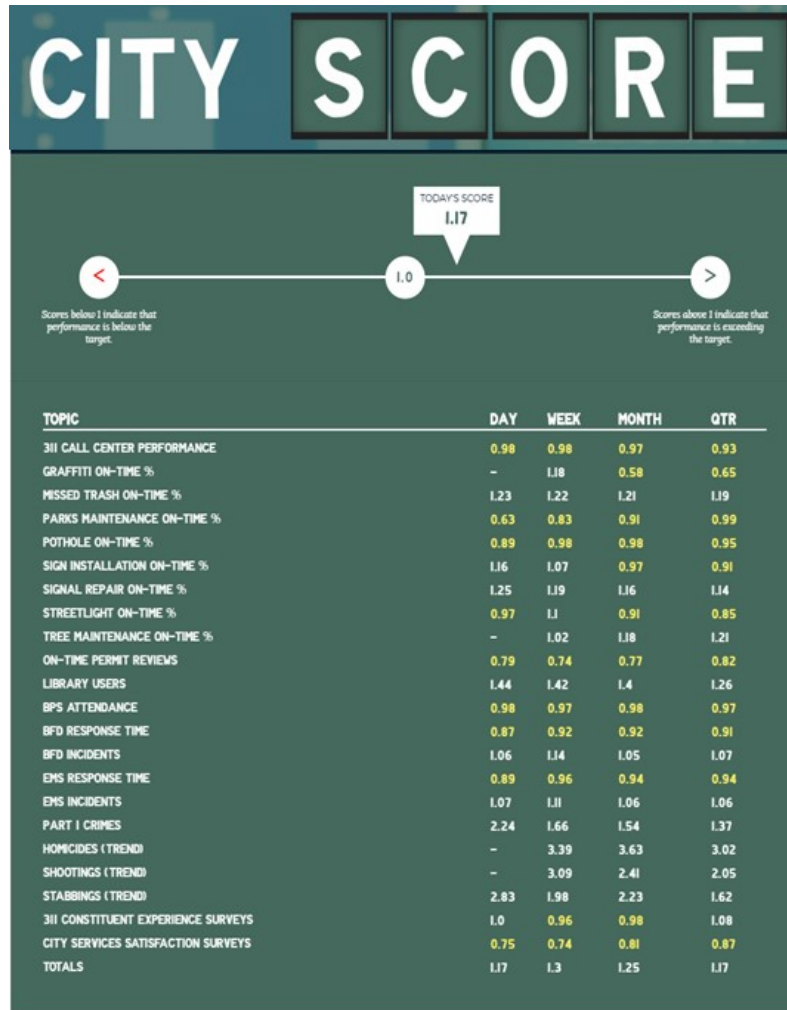 CITY SCORE
TODAY'S SCORE
1.17
< 1.0 >
Scores below 1 indicate that
performance is below the
target.
Scores above 1 indicate that
performance is exceeding
the target.
TOPIC DAY WEEK MONTH QTR
311 CALL CENTER PERFORMANCE 0.98 0.98 0.97 0.93
GRAFFITI ON-TIME % – 1.18 0.58 0.65
MISSED TRASH ON-TIME % 1.23 1.22 1.21 1.19
PARKS MAINTENANCE ON-TIME % 0.63 0.83 0.91 0.99
POTHOLE ON-TIME % 0.89 0.98 0.98 0.95
SIGN INSTALLATION ON-TIME % 1.16 1.07 0.97 0.91
SIGNAL REPAIR ON-TIME % 1.25 1.19 1.16 1.14
STREETLIGHT ON-TIME % 0.97 1.1 0.91 0.85
TREE MAINTENANCE ON-TIME % – 1.02 1.18 1.21
ON-TIME PERMIT REVIEWS 0.79 0.74 0.77 0.82
LIBRARY USERS 1.44 1.42 1.4 1.26
BPS ATTENDANCE 0.98 0.97 0.98 0.97
BFD RESPONSE TIME 0.87 0.92 0.92 0.91
BFD INCIDENTS 1.06 1.14 1.05 1.07
EMS RESPONSE TIME 0.89 0.96 0.94 0.94
EMS INCIDENTS 1.07 1.11 1.06 1.06
PART 1 CRIMES 2.24 1.66 1.54 1.37
HOMICIDES (TREND) – 3.39 3.63 3.02
SHOOTINGS (TREND) – 3.09 2.41 2.05
STABBINGS (TREND) 2.83 1.98 2.23 1.62
311 CONSTITUENT EXPERIENCE SURVEYS 1.0 0.96 0.98 1.08
CITY SERVICES SATISFACTION SURVEYS 0.75 0.74 0.81 0.87
TOTALS 1.17 1.3 1.25 1.17